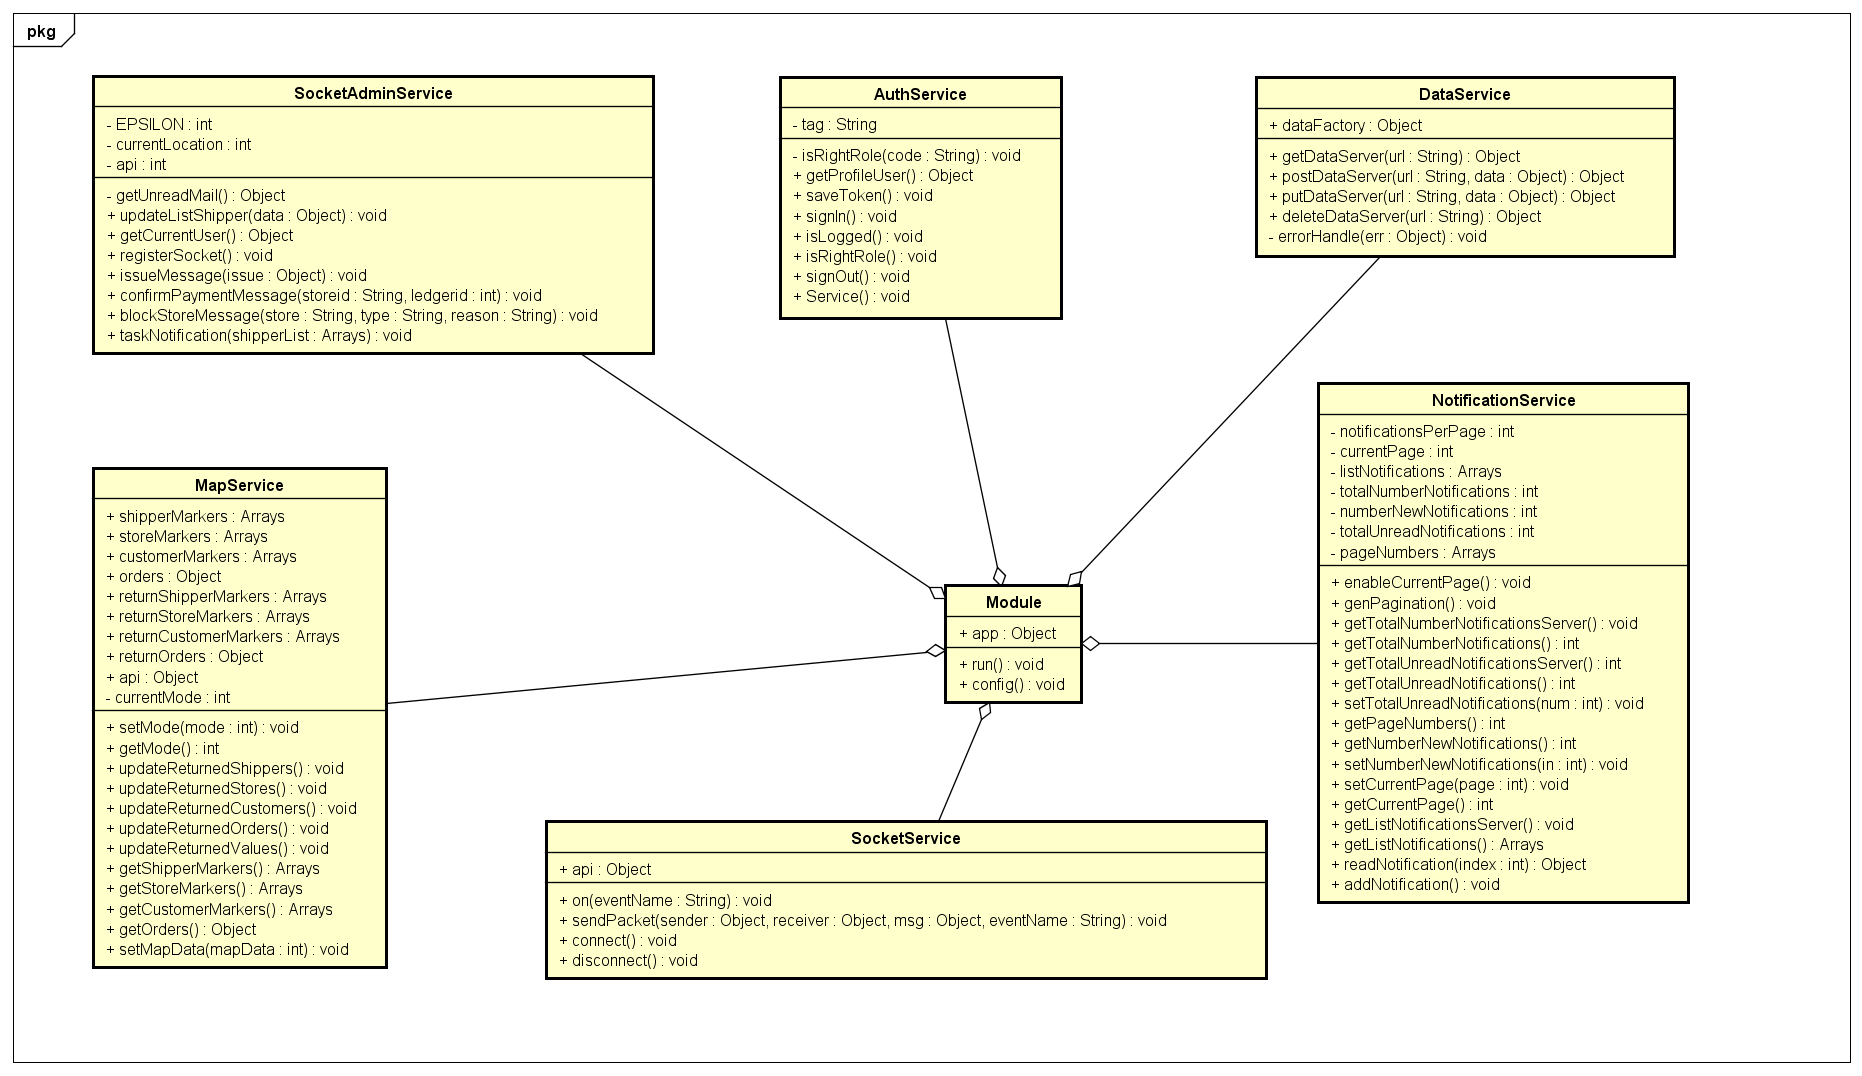 pkg
SocketAdminService
- EPSILON : int
- currentLocation : int
- api : int
- getUnreadMail() : Object
+ updateListShipper(data : Object) : void
+ getCurrentUser() : Object
+ registerSocket() : void
+ issueMessage(issue : Object) : void
+ confirmPaymentMessage(storeid : String, ledgerid : int) : void
+ blockStoreMessage(store : String, type : String, reason : String) : void
+ taskNotification(shipperList : Arrays) : void
AuthService
- tag : String
- isRightRole(code : String) : void
+ getProfileUser() : Object
+ saveToken() : void
+ signIn() : void
+ isLogged() : void
+ isRightRole() : void
+ signOut() : void
+ Service() : void
DataService
+ dataFactory : Object
+ getDataServer(url : String) : Object
+ postDataServer(url : String, data : Object) : Object
+ putDataServer(url : String, data : Object) : Object
+ deleteDataServer(url : String) : Object
- errorHandle(err : Object) : void
NotificationService
- notificationsPerPage : int
- currentPage : int
- listNotifications : Arrays
- totalNumberNotifications : int
- numberNewNotifications : int
- totalUnreadNotifications : int
- pageNumbers : Arrays
+ enableCurrentPage() : void
+ genPagination() : void
+ getTotalNumberNotificationsServer() : void
+ getTotalNumberNotifications() : int
+ getTotalUnreadNotificationsServer() : int
+ getTotalUnreadNotifications() : int
+ setTotalUnreadNotifications(num : int) : void
+ getPageNumbers() : int
+ getNumberNewNotifications() : int
+ setNumberNewNotifications(in : int) : void
+ setCurrentPage(page : int) : void
+ getCurrentPage() : int
+ getListNotificationsServer() : void
+ getListNotifications() : Arrays
+ readNotification(index : int) : Object
+ addNotification() : void
MapService
+ shipperMarkers : Arrays
+ storeMarkers : Arrays
+ customerMarkers : Arrays
+ orders : Object
+ returnShipperMarkers : Arrays
+ returnStoreMarkers : Arrays
+ returnCustomerMarkers : Arrays
+ returnOrders : Object
+ api : Object
- currentMode : int
+ setMode(mode : int) : void
+ getMode() : int
+ updateReturnedShippers() : void
+ updateReturnedStores() : void
+ updateReturnedCustomers() : void
+ updateReturnedOrders() : void
+ updateReturnedValues() : void
+ getShipperMarkers() : Arrays
+ getStoreMarkers() : Arrays
+ getCustomerMarkers() : Arrays
+ getOrders() : Object
+ setMapData(mapData : int) : void
Module
+ app : Object
+ run() : void
+ config() : void
SocketService
+ api : Object
+ on(eventName : String) : void
+ sendPacket(sender : Object, receiver : Object, msg : Object, eventName : String) : void
+ connect() : void
+ disconnect() : void